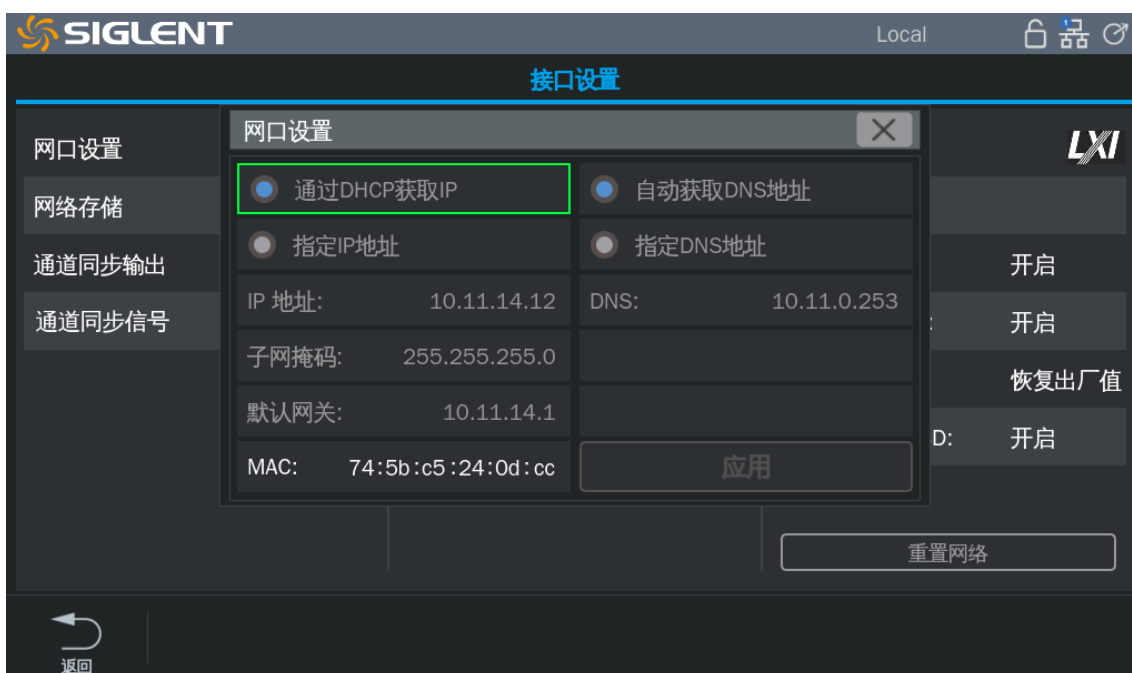 SIGLENT
Local
1
接口设置
网口设置
网络存储
通道同步输出
通道同步信号
网口设置
通过DHCP获取IP
自动获取DNS地址
指定IP地址
指定DNS地址
IP 地址: 10.11.14.12
DNS: 10.11.0.253
子网掩码: 255.255.255.0
默认网关: 10.11.14.1
MAC: 74:5b:c5:24:0d:cc
应用
LXI
开启
: 开启
恢复出厂值
D: 开启
重置网络
返回